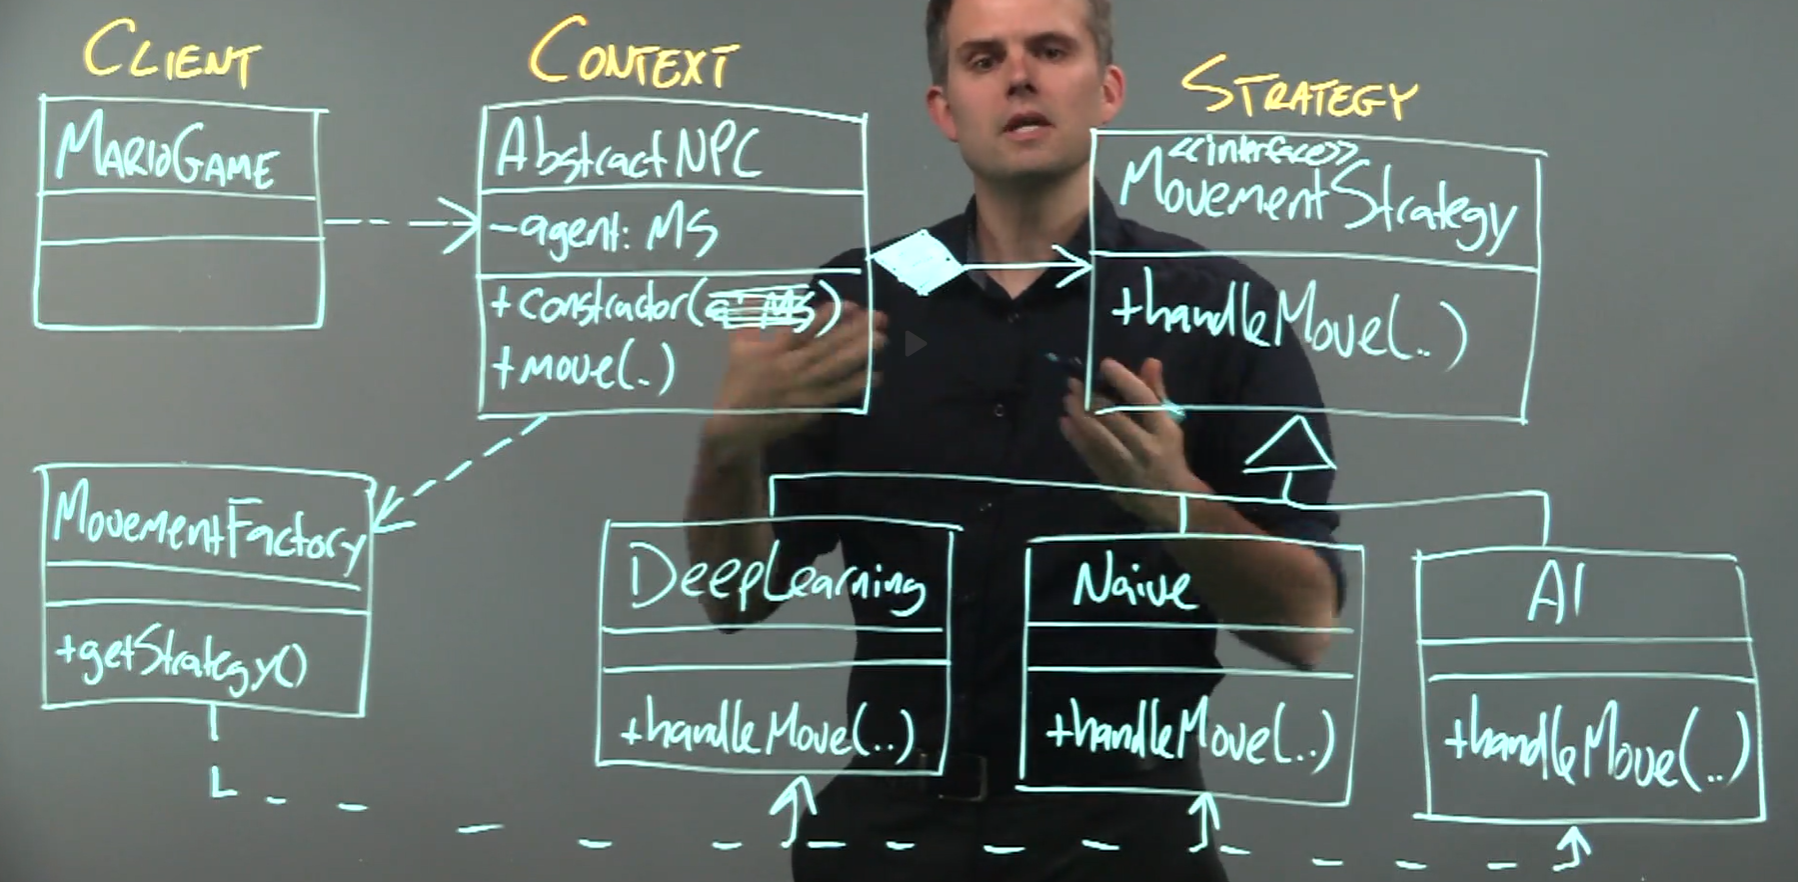 CLIENT
MARIOGAME
CONTEXT
AbstractNPC
-agent: MS
+constructor(a: MS)
+move(..)
STRATEGY
<<interface>>
MovementStrategy
+handleMove(..)
MovementFactory
+getStrategy()
DeepLearning
+handleMove(..)
Naive
+handleMove(..)
AI
+handleMove(..)